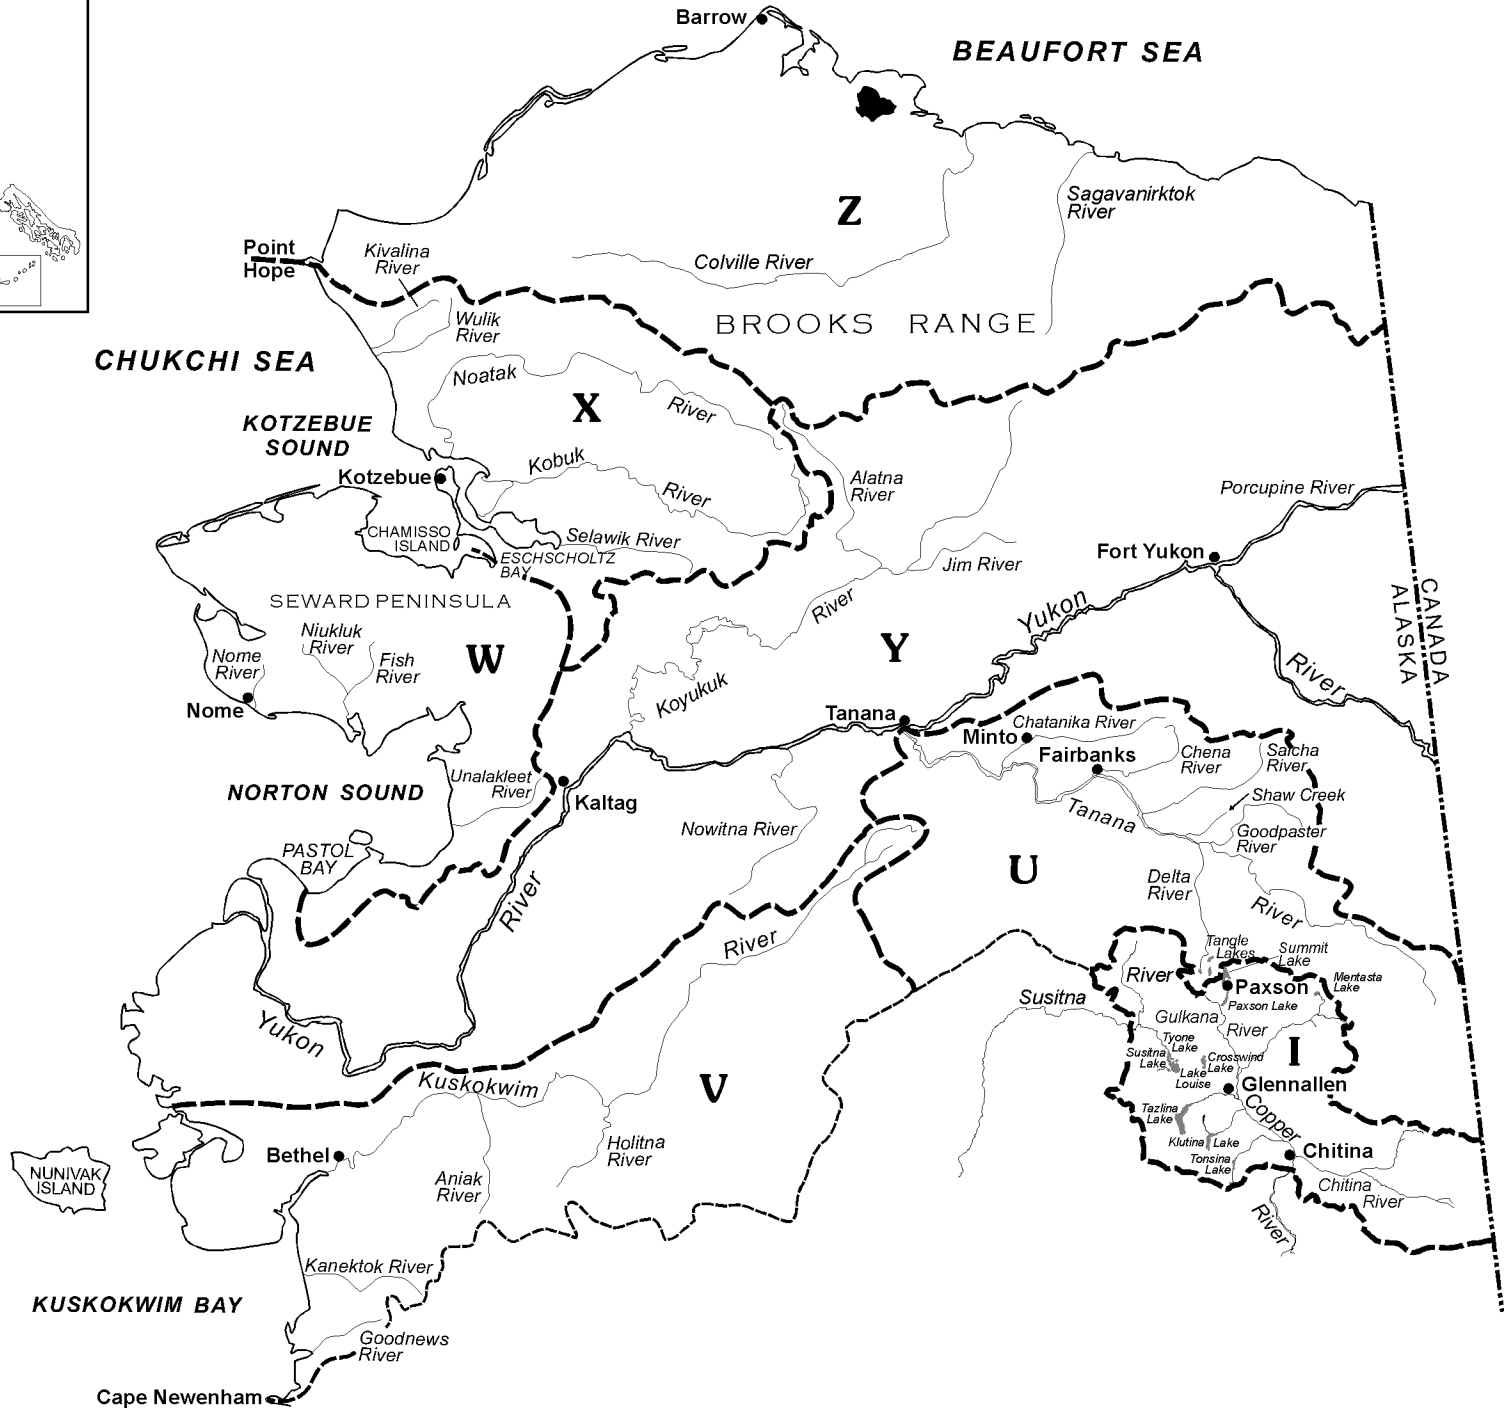 Barrow
BEAUFORT SEA
Z
Sagavanirktok
River
Point
Hope
Kivalina
River
Colville River
Wulik
River
BROOKS RANGE
CHUKCHI SEA
Noatak
X
River
KOTZEBUE
SOUND
Kobuk
Kotzebue
River
Alatna
River
Porcupine River
CHAMISSO
ISLAND
Selawik River
ESCHSCHOLTZ
BAY
Jim River
Fort Yukon
CANADA
ALASKA
SEWARD PENINSULA
River
Yukon
Niukluk
River
Nome
River
Fish
River
W
Y
River
Koyukuk
Nome
Tanana
Chatanika River
Minto
Fairbanks
Chena
River
Salcha
River
NORTON SOUND
Unalakleet
River
Kaltag
Shaw Creek
Tanana
Nowitna River
Goodpaster
River
PASTOL
BAY
U
Delta
River
River
River
River
Tangle
Lakes
Summit
Lake
River
Mentasta
Lake
Paxson
Susitna
Paxson Lake
Gulkana
River
Yukon
Tyone
Lake
I
Susitna
Lake
Crosswind
Lake
Lake
Louise
Kuskokwim
V
Glennallen
Tazlina
Lake
Copper
Klutina Lake
Bethel
Holitna
River
Chitina
Tonsina
Lake
NUNIVAK
ISLAND
Aniak
River
Chitina
River
River
Kanektok River
KUSKOKWIM BAY
Goodnews
River
Cape Newenham